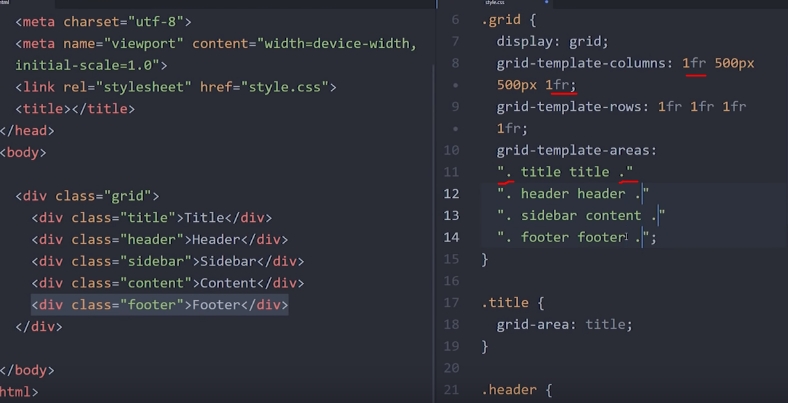 html
<meta charset="utf-8">
<meta name="viewport" content="width=device-width,
initial-scale=1.0">
<link rel="stylesheet" href="style.css">
<title></title>
</head>
<body>
<div class="grid">
<div class="title">Title</div>
<div class="header">Header</div>
<div class="sidebar">Sidebar</div>
<div class="content">Content</div>
<div class="footer">Footer</div>
</div>
</body>
html>
style.css
6 .grid {
7 display: grid;
8 grid-template-columns: 1fr 500px
500px 1fr;
9 grid-template-rows: 1fr 1fr 1fr
1fr;
10 grid-template-areas:
11 ". title title ."
12 ". header header ."
13 ". sidebar content ."
14 ". footer footer .";
15 }
16
17 .title {
18 grid-area: title;
19 }
20
21 .header {